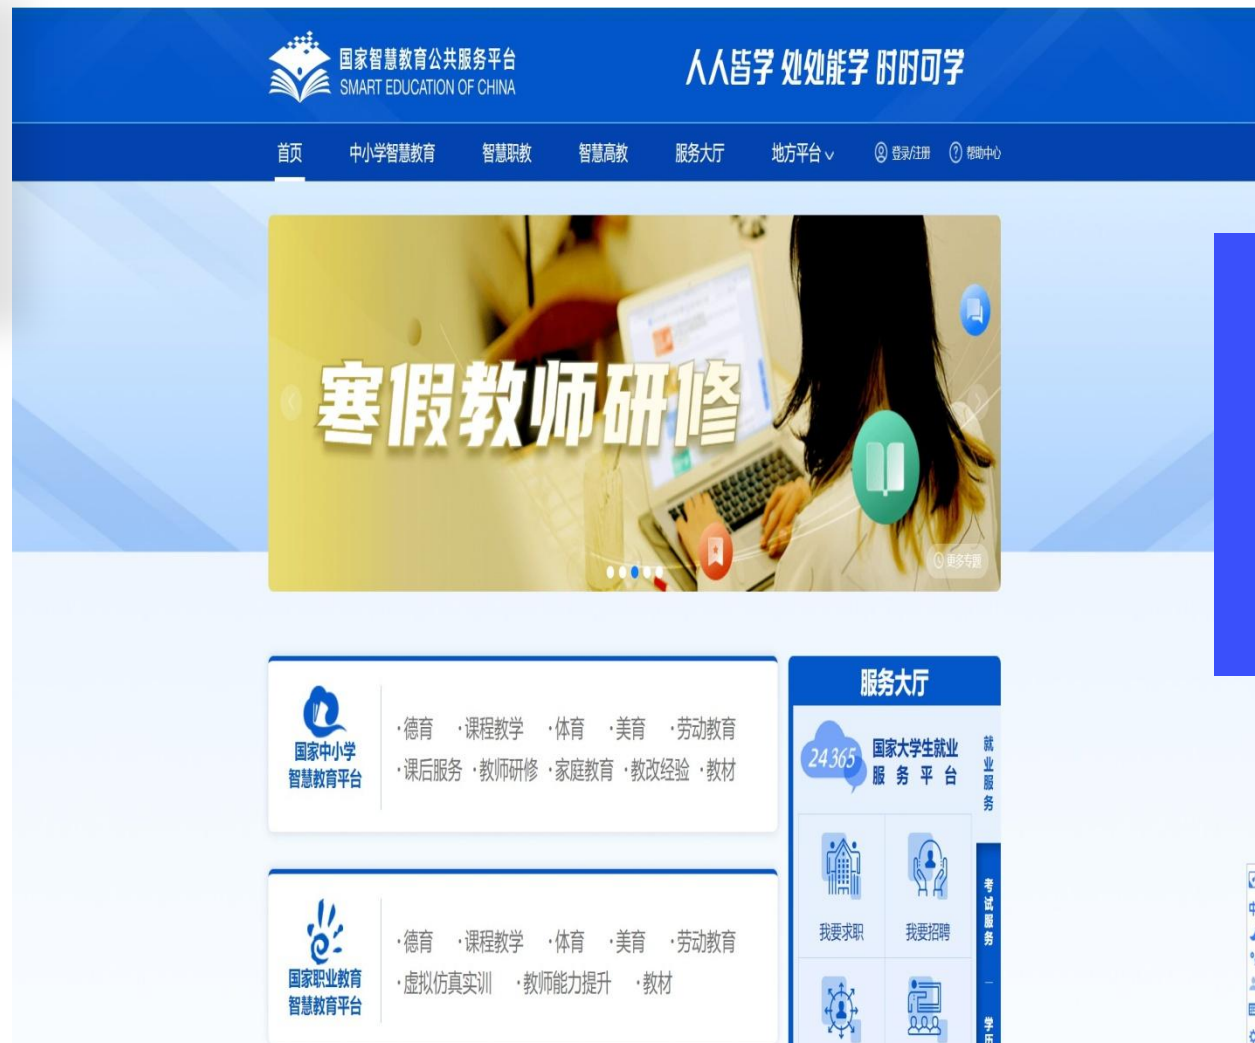 国家智慧教育公共服务平台
SMART EDUCATION OF CHINA
人人皆学 处处能学 时时可学
首页 中小学智慧教育 智慧职教 智慧高教 服务大厅 地方平台 登录/注册 帮助中心
寒假教师研修
更多专题
国家中小学
智慧教育平台
·德育 ·课程教学 ·体育 ·美育 ·劳动教育
·课后服务 ·教师研修 ·家庭教育 ·教改经验 ·教材
国家职业教育
智慧教育平台
·德育 ·课程教学 ·体育 ·美育 ·劳动教育
·虚拟仿真实训 ·教师能力提升 ·教材
服务大厅
24365
国家大学生就业
服务平台
我要求职 我要招聘
就业服务
考试服务
学历